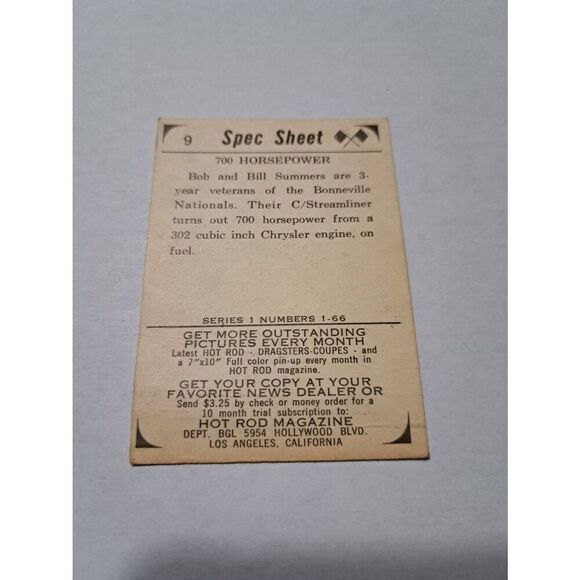 9 Spec Sheet
700 HORSEPOWER
Bob and Bill Summers are 3-
year veterans of the Bonneville
Nationals. Their C/Streamliner
turns out 700 horsepower from a
302 cubic inch Chrysler engine, on
fuel.
SERIES 1 NUMBERS 1-66
GET MORE OUTSTANDING
PICTURES EVERY MONTH
Latest HOT ROD - DRAGSTERS-COUPES - and
a 7"x10" Full color pin-up every month in
HOT ROD magazine.
GET YOUR COPY AT YOUR
FAVORITE NEWS DEALER OR
Send $3.25 by check or money order for a
10 month trial subscription to:
HOT ROD MAGAZINE
DEPT. BGL 5954 HOLLYWOOD BLVD.
LOS ANGELES, CALIFORNIA